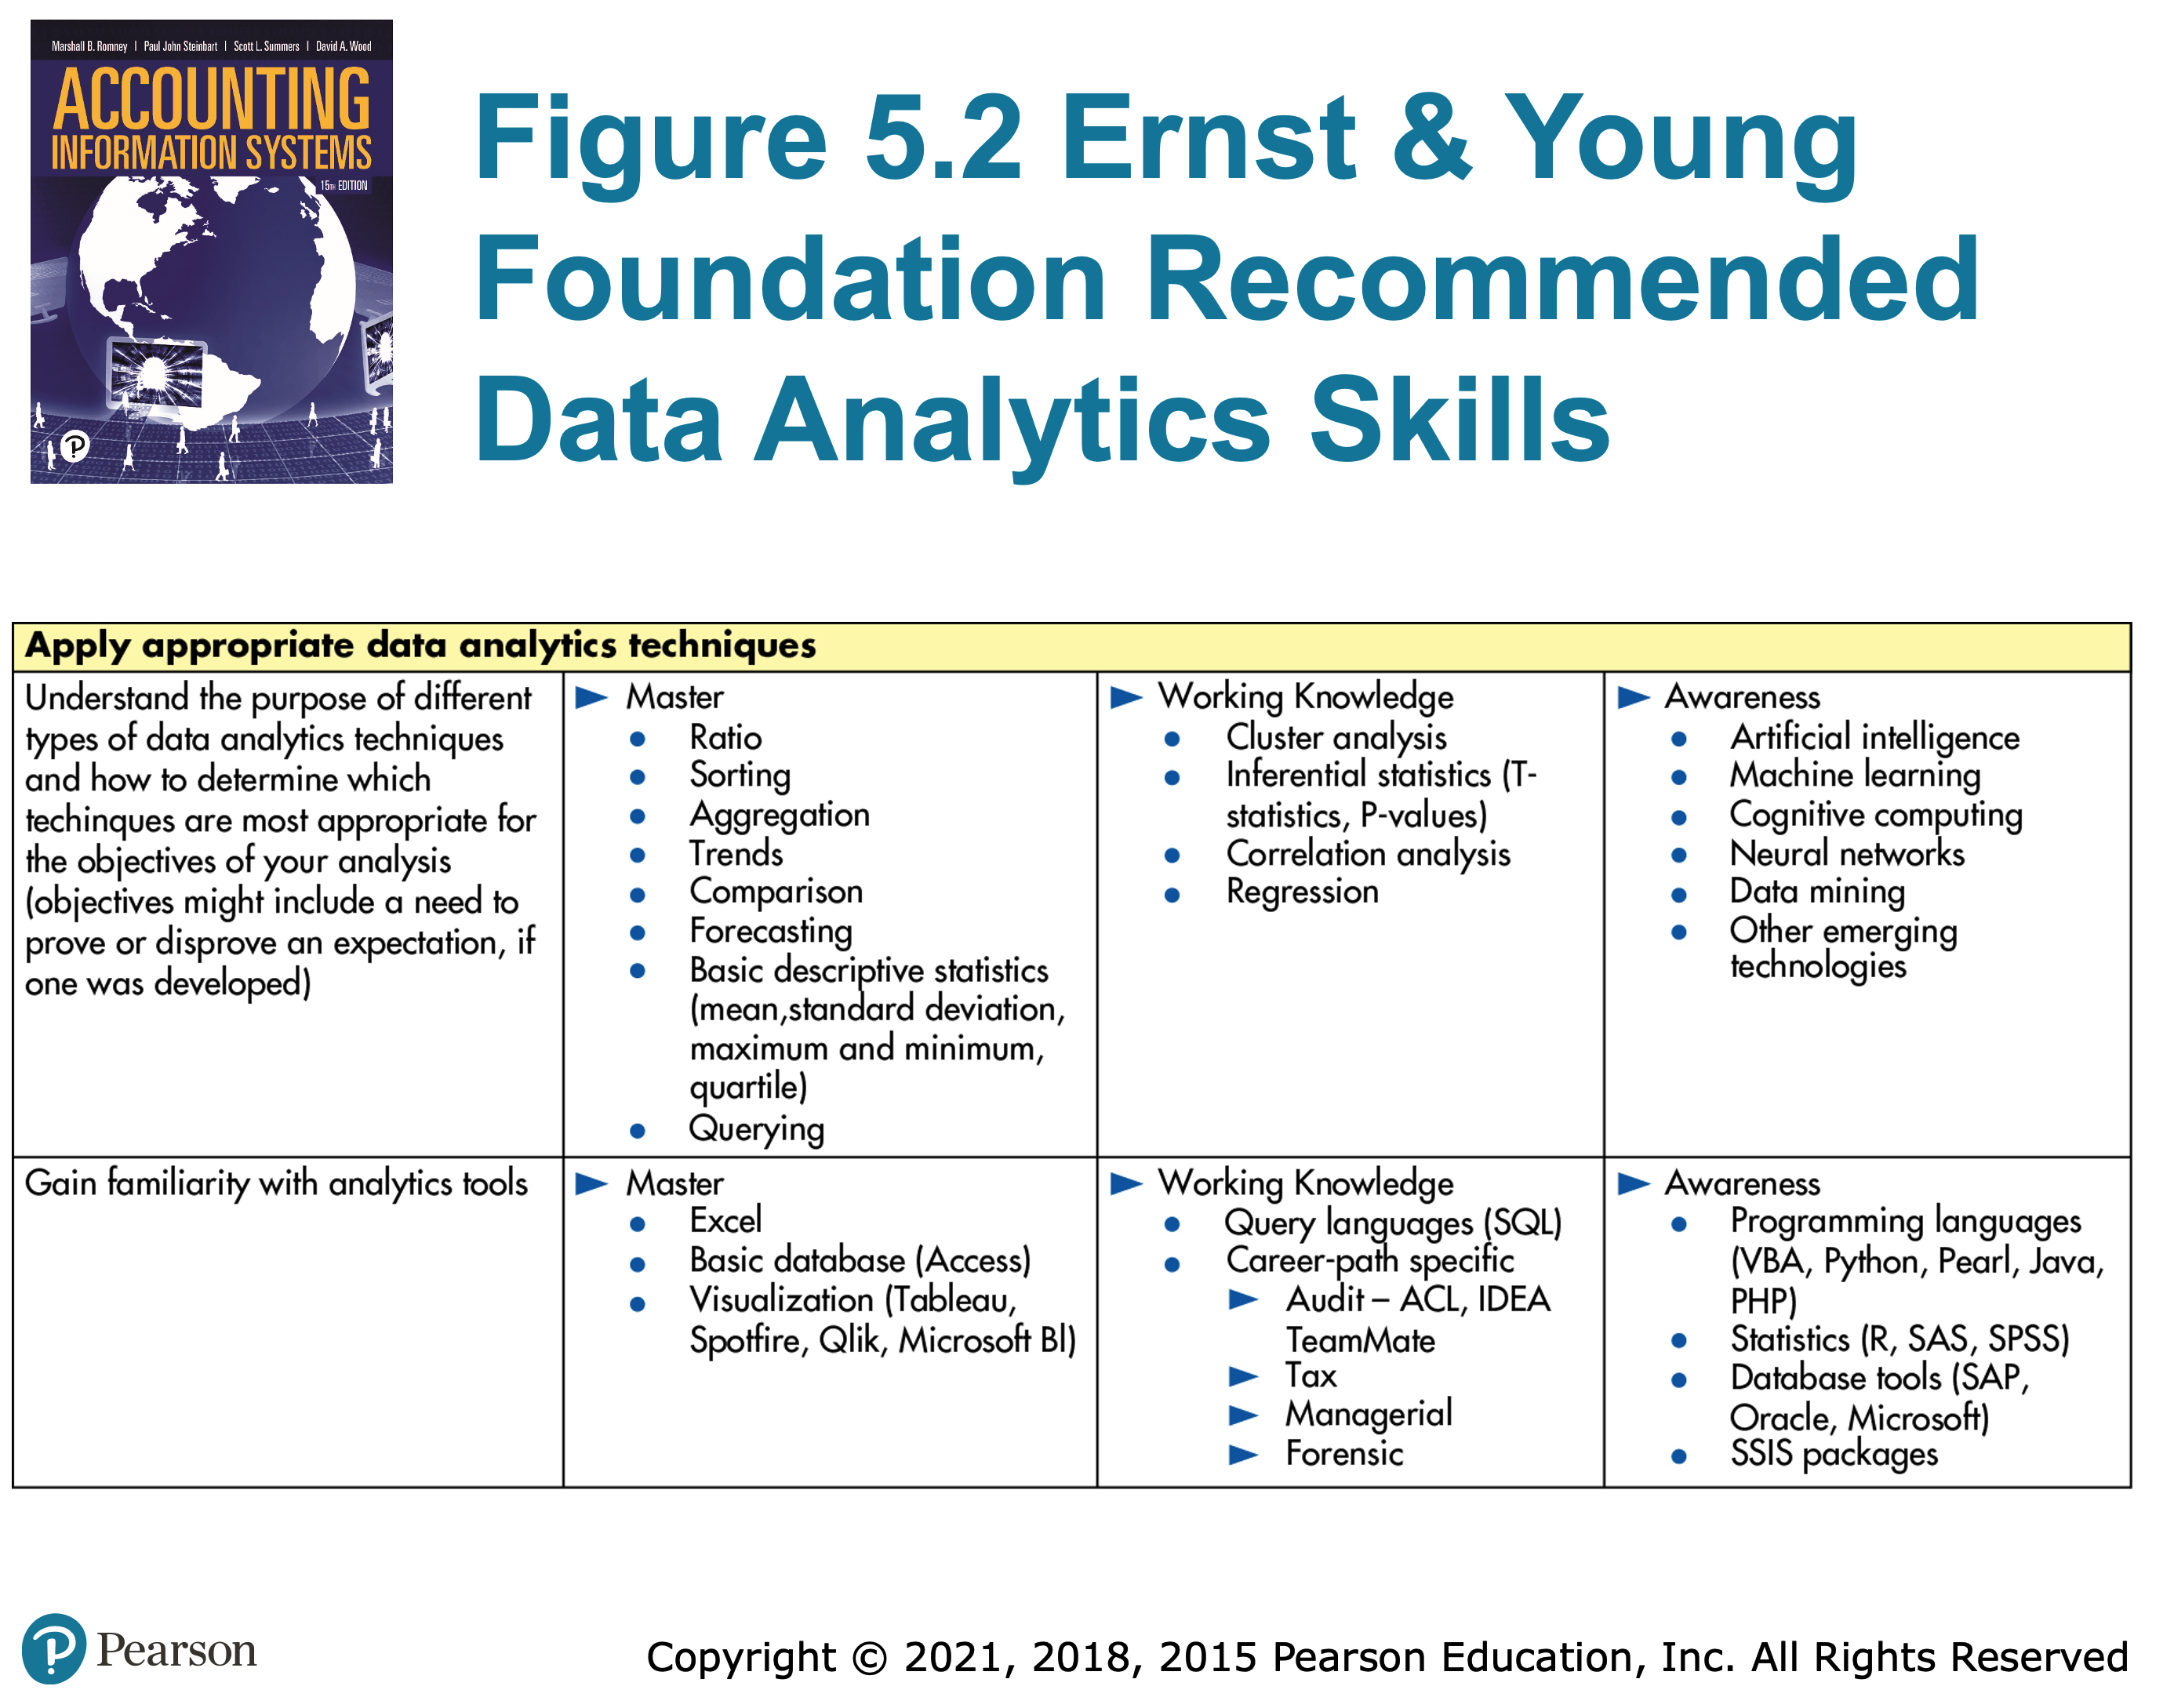 Marshall B. Romney | Paul John Steinbart | Scott L. Summers | David A. Wood
ACCOUNTING
INFORMATION SYSTEMS
15TH EDITION
Figure 5.2 Ernst & Young
Foundation Recommended
Data Analytics Skills
Apply appropriate data analytics techniques
Understand the purpose of different
types of data analytics techniques
and how to determine which
techinques are most appropriate for
the objectives of your analysis
(objectives might include a need to
prove or disprove an expectation, if
one was developed)
► Master
● Ratio
● Sorting
● Aggregation
● Trends
● Comparison
● Forecasting
● Basic descriptive statistics
(mean,standard deviation,
maximum and minimum,
quartile)
● Querying
► Working Knowledge
● Cluster analysis
● Inferential statistics (T-
statistics, P-values)
● Correlation analysis
● Regression
► Awareness
● Artificial intelligence
● Machine learning
● Cognitive computing
● Neural networks
● Data mining
● Other emerging
technologies
Gain familiarity with analytics tools
► Master
● Excel
● Basic database (Access)
● Visualization (Tableau,
Spotfire, Qlik, Microsoft Bl)
► Working Knowledge
● Query languages (SQL)
● Career-path specific
► Audit – ACL, IDEA
TeamMate
► Tax
► Managerial
► Forensic
► Awareness
● Programming languages
(VBA, Python, Pearl, Java,
PHP)
● Statistics (R, SAS, SPSS)
● Database tools (SAP,
Oracle, Microsoft)
● SSIS packages
Pearson
Copyright © 2021, 2018, 2015 Pearson Education, Inc. All Rights Reserved